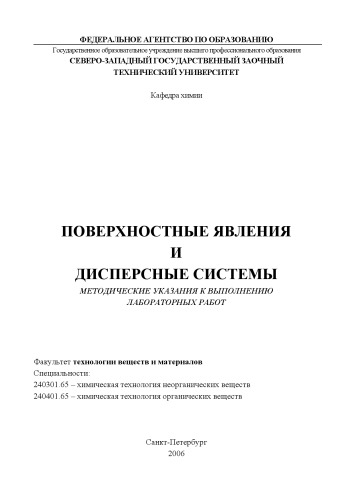 ФЕДЕРАЛЬНОЕ АГЕНТСТВО ПО ОБРАЗОВАНИЮ
Государственное образовательное учреждение высшего профессионального образования
СЕВЕРО-ЗАПАДНЫЙ ГОСУДАРСТВЕННЫЙ ЗАОЧНЫЙ
ТЕХНИЧЕСКИЙ УНИВЕРСИТЕТ
Кафедра химии
ПОВЕРХНОСТНЫЕ ЯВЛЕНИЯ
И
ДИСПЕРСНЫЕ СИСТЕМЫ
МЕТОДИЧЕСКИЕ УКАЗАНИЯ К ВЫПОЛНЕНИЮ
ЛАБОРАТОРНЫХ РАБОТ
Факультет технологии веществ и материалов
Специальности:
240301.65 – химическая технология неорганических веществ
240401.65 – химическая технология органических веществ
Санкт-Петербург
2006